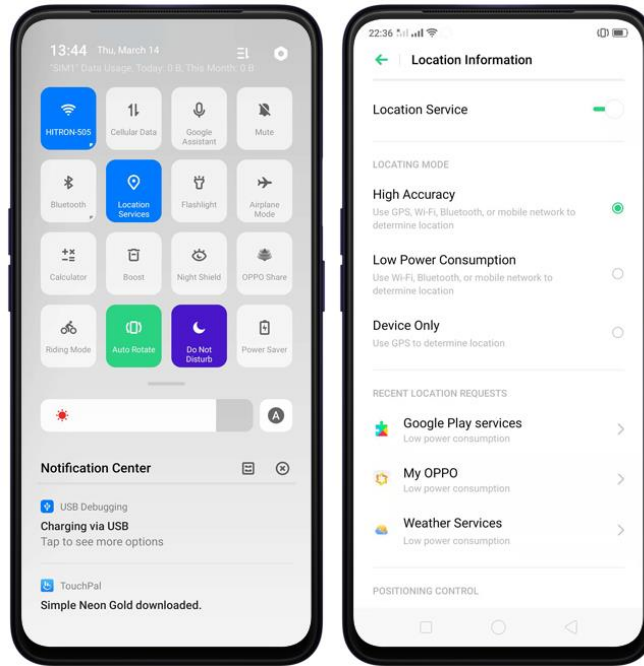 13:44 Thu, March 14
"SIM1" Data Usage, Today: 0 B, This Month: 0 B
HITRON-505
Cellular Data
Google
Assistant
Mute
Bluetooth
Location
Services
Flashlight
Airplane
Mode
Calculator
Boost
Night Shield
OPPO Share
Riding Mode
Auto Rotate
Do Not
Disturb
Power Saver
A
Notification Center
USB Debugging
Charging via USB
Tap to see more options
TouchPal
Simple Neon Gold downloaded.
22:36
Location Information
Location Service
LOCATING MODE
High Accuracy
Use GPS, Wi-Fi, Bluetooth, or mobile network to
determine location
Low Power Consumption
Use Wi-Fi, Bluetooth, or mobile network to
determine location
Device Only
Use GPS to determine location
RECENT LOCATION REQUESTS
Google Play services
Low power consumption
My OPPO
Low power consumption
Weather Services
Low power consumption
POSITIONING CONTROL